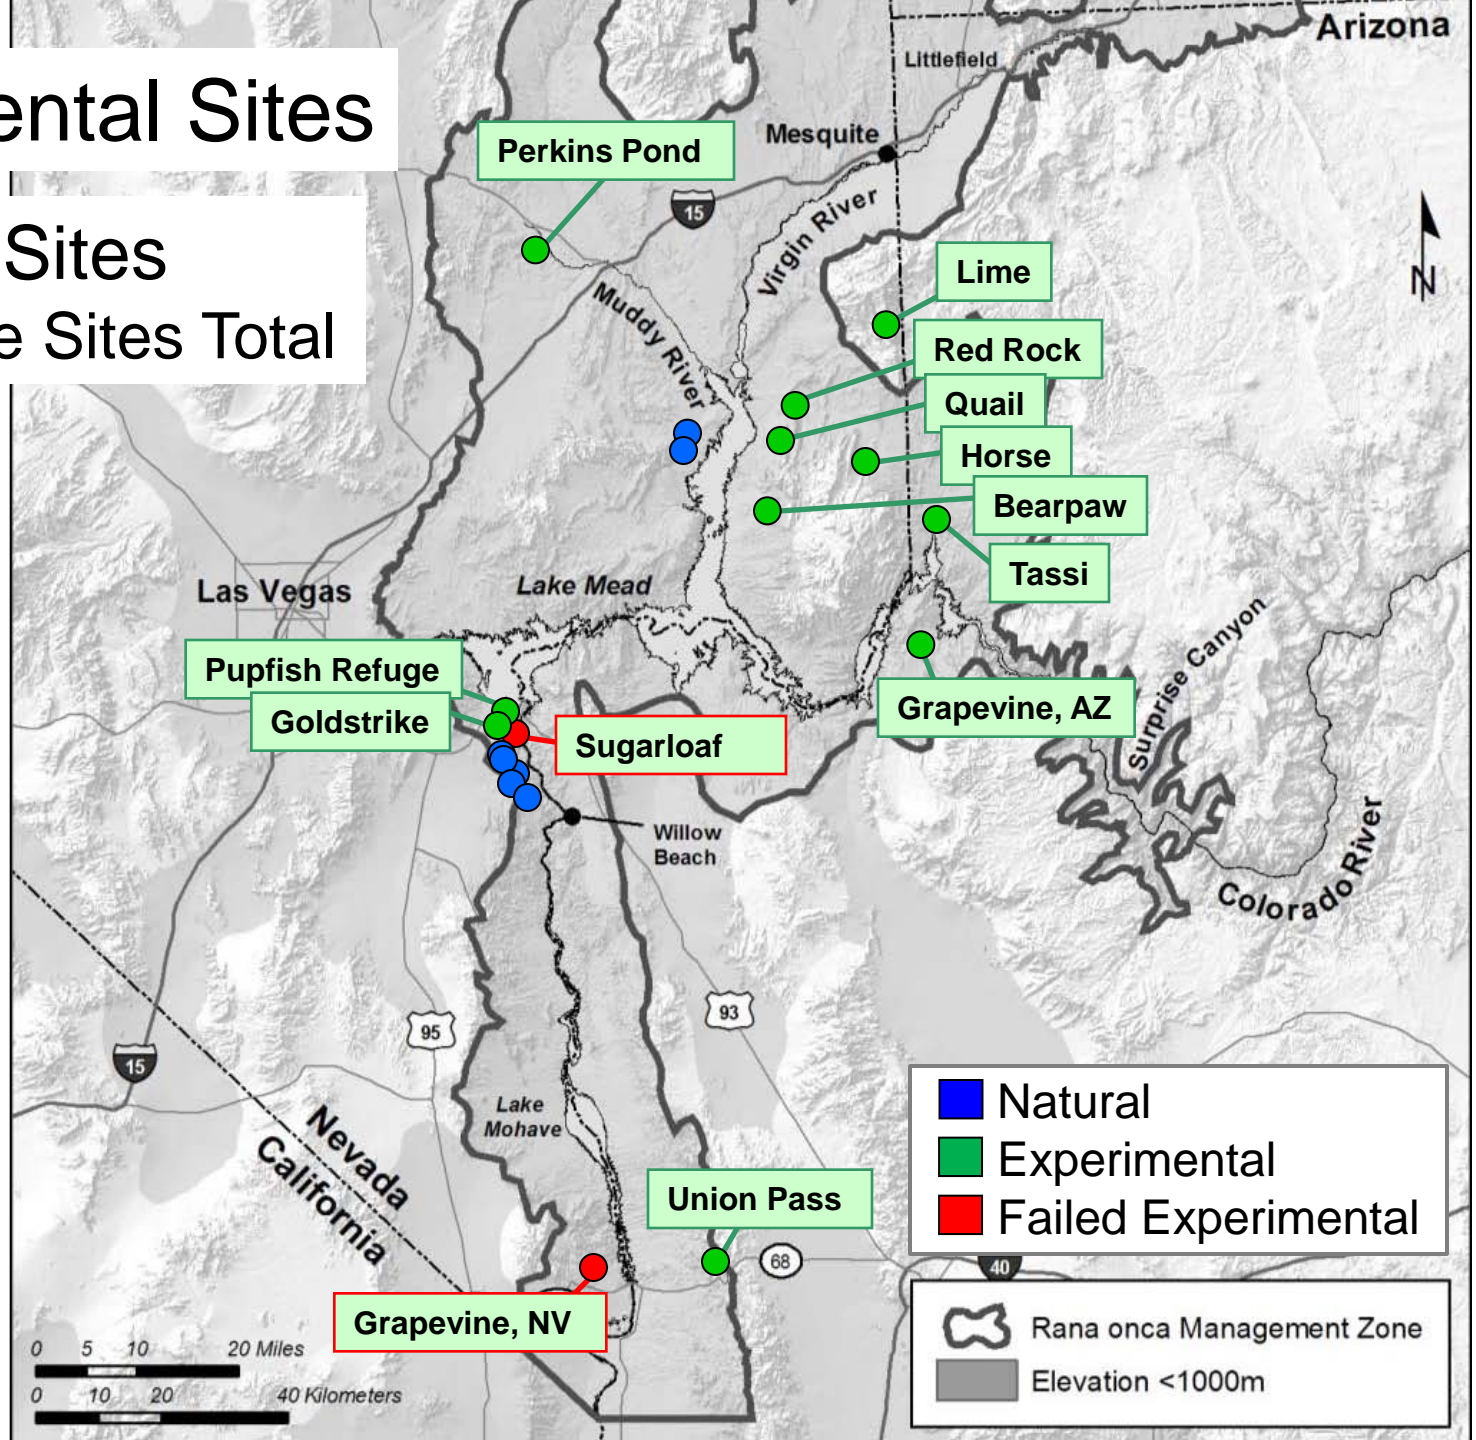 Arizona
Littlefield
ental Sites
Mesquite
Perkins Pond
15
Virgin River
Sites
e Sites Total
Lime
N
Muddy River
Red Rock
Quail
Horse
Bearpaw
Tassi
Las Vegas
Lake Mead
Surprise Canyon
Pupfish Refuge
Goldstrike
Sugarloaf
Grapevine, AZ
Willow
Beach
Colorado River
93
95
15
Lake
Mohave
Nevada
California
Natural
Experimental
Failed Experimental
Union Pass
68
40
Grapevine, NV
Rana onca Management Zone
Elevation <1000m
0 5 10 20 Miles
0 10 20 40 Kilometers